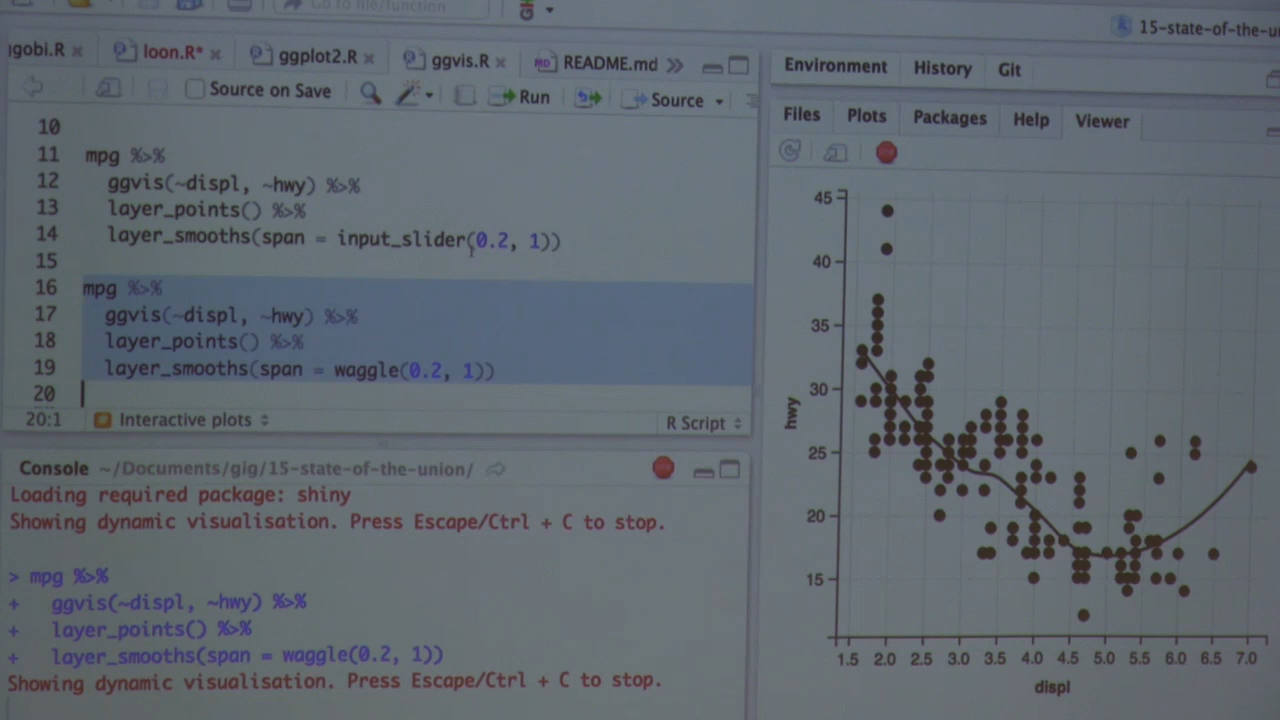 Go to file/function
15-state-of-the-u
ggobi.R
loon.R*
ggplot2.R
ggvis.R
README.md
Source on Save
Run
Source
10
11 mpg %>%
12 ggvis(~displ, ~hwy) %>%
13 layer_points() %>%
14 layer_smooths(span = input_slider(0.2, 1))
15
16 mpg %>%
17 ggvis(~displ, ~hwy) %>%
18 layer_points() %>%
19 layer_smooths(span = waggle(0.2, 1))
20
20:1 Interactive plots R Script
Console ~/Documents/gig/15-state-of-the-union/
Loading required package: shiny
Showing dynamic visualisation. Press Escape/Ctrl + C to stop.
> mpg %>%
+ ggvis(~displ, ~hwy) %>%
+ layer_points() %>%
+ layer_smooths(span = waggle(0.2, 1))
Showing dynamic visualisation. Press Escape/Ctrl + C to stop.
Environment History Git
Files Plots Packages Help Viewer
45
40
35
30
25
20
15
hwy
1.5 2.0 2.5 3.0 3.5 4.0 4.5 5.0 5.5 6.0 6.5 7.0
displ